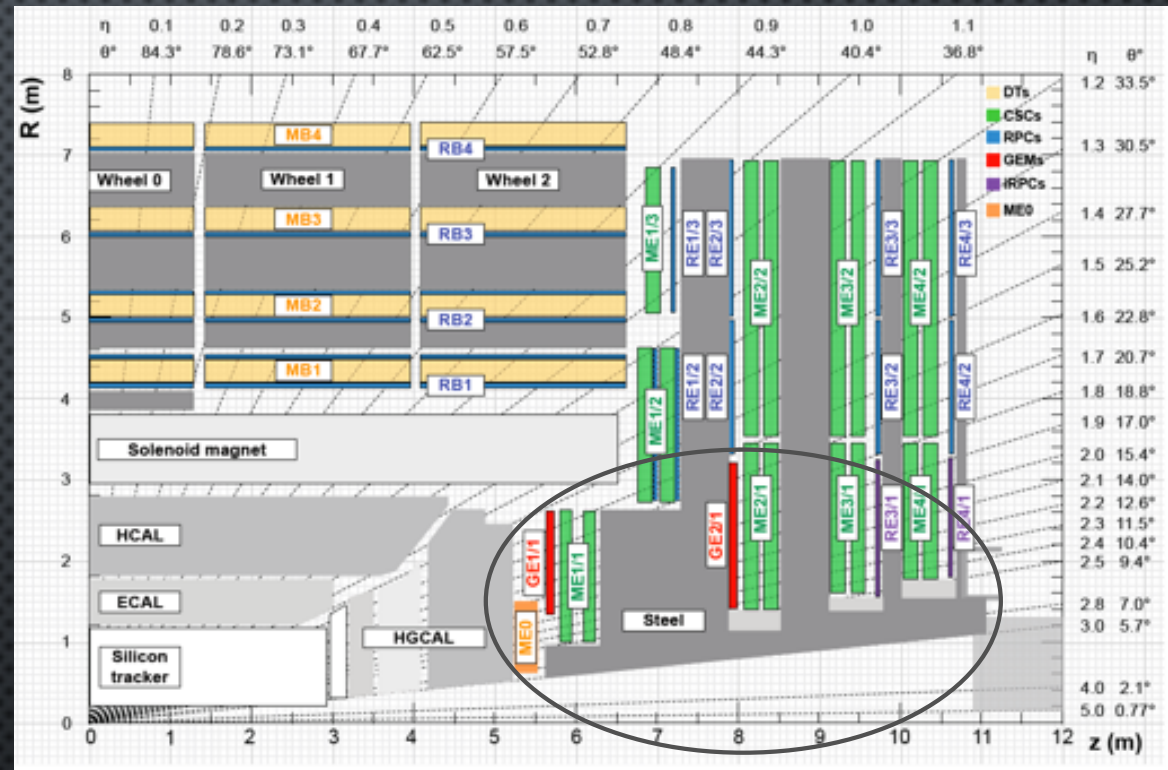 η 0.1 0.2 0.3 0.4 0.5 0.6 0.7 0.8 0.9 1.0 1.1
θ° 84.3° 78.6° 73.1° 67.7° 62.5° 57.5° 52.8° 48.4° 44.3° 40.4° 36.8°
η θ°
1.2 33.5°
1.3 30.5°
1.4 27.7°
1.5 25.2°
1.6 22.8°
1.7 20.7°
1.8 18.8°
1.9 17.0°
2.0 15.4°
2.1 14.0°
2.2 12.6°
2.3 11.5°
2.4 10.4°
2.5 9.4°
2.8 7.0°
3.0 5.7°
4.0 2.1°
5.0 0.77°
R (m)
8
7
6
5
4
3
2
1
0
DTs
CSCs
RPCs
GEMs
iRPCs
ME0
MB4
RB4
Wheel 0
Wheel 1
Wheel 2
MB3
RB3
MB2
RB2
MB1
RB1
Solenoid magnet
HCAL
ECAL
Silicon
tracker
HGCAL
Steel
ME1/3
RE1/3
RE2/3
ME2/2
ME3/2
RE3/3
ME4/2
RE4/3
ME1/2
RE1/2
RE2/2
RE3/2
RE4/2
GE1/1
ME1/1
ME0
GE2/1
ME2/1
ME3/1
RE3/1
ME4/1
RE4/1
0 1 2 3 4 5 6 7 8 9 10 11 12 z (m)